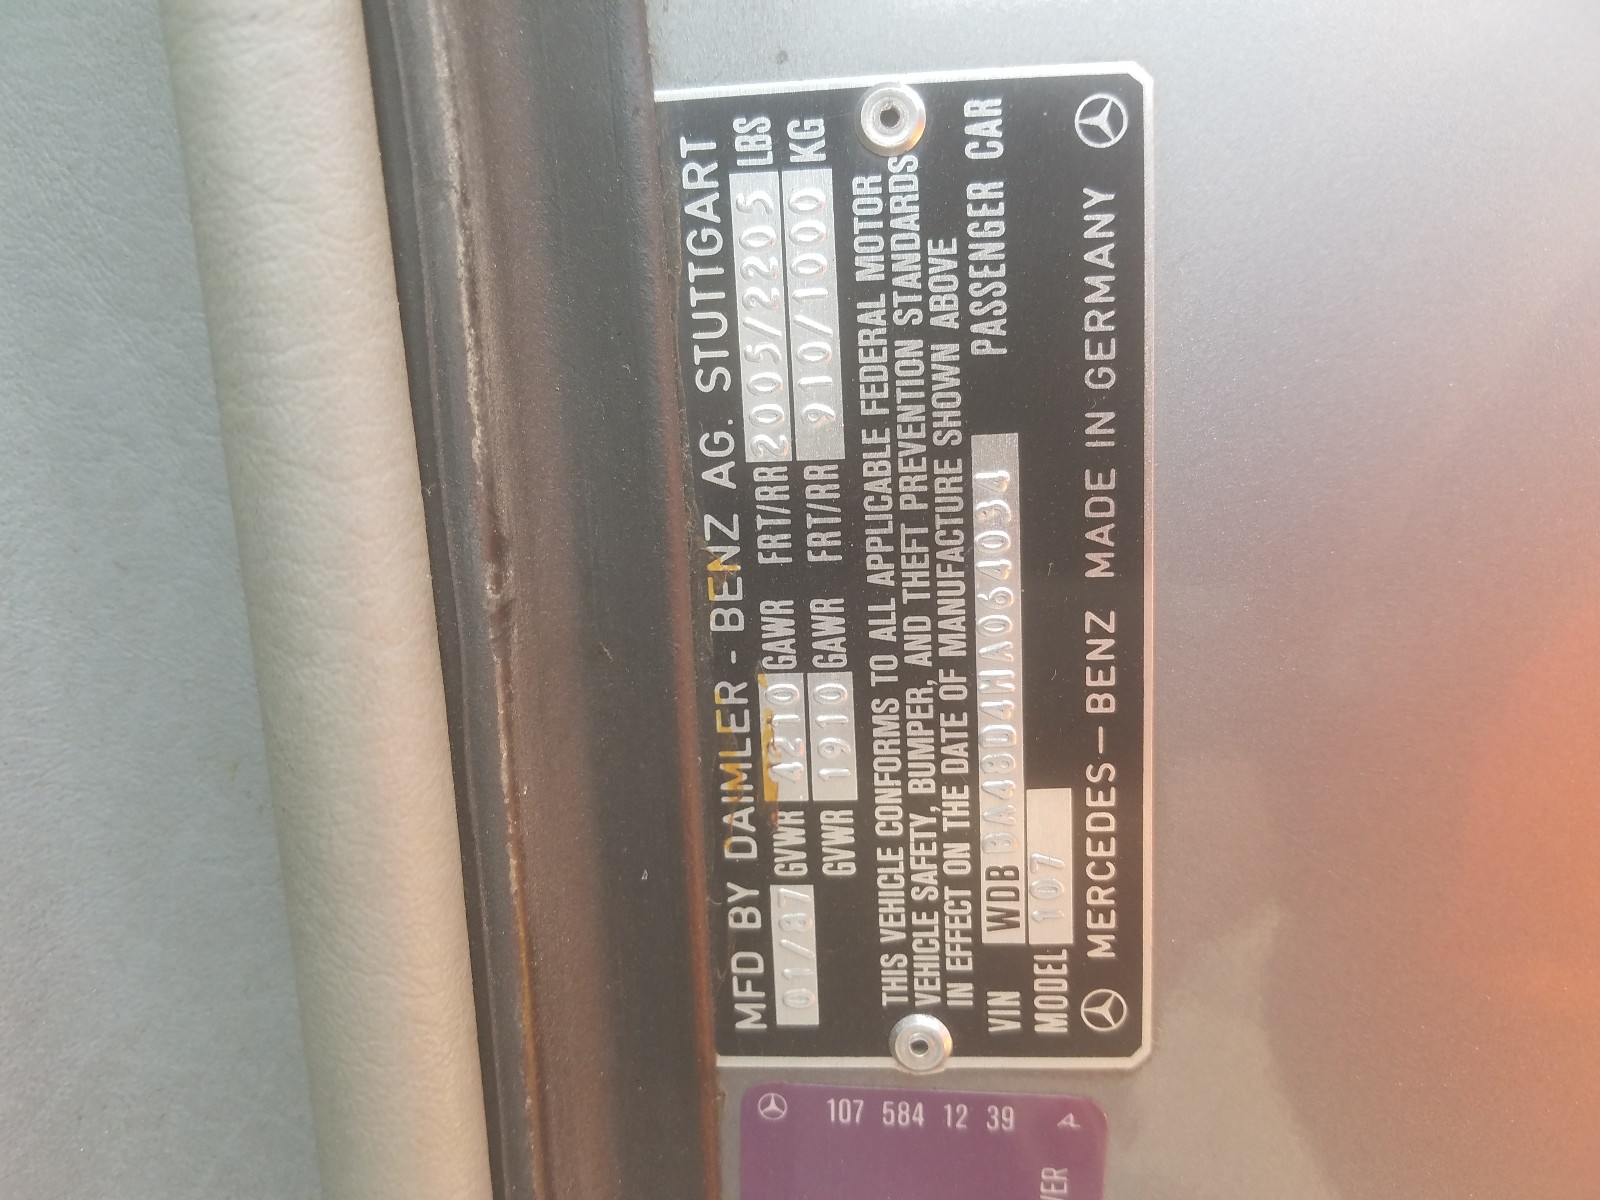 MFD BY DAIMLER - BENZ AG. STUTTGART
01/87 GVWR 4210 GAWR FRT/RR 2005/2205 LBS
GVWR 1910 GAWR FRT/RR 910/1000 KG
THIS VEHICLE CONFORMS TO ALL APPLICABLE FEDERAL MOTOR
VEHICLE SAFETY, BUMPER, AND THEFT PREVENTION STANDARDS
IN EFFECT ON THE DATE OF MANUFACTURE SHOWN ABOVE
VIN WDB BA48D4HA064034 PASSENGER CAR
MODEL 107
MERCEDES-BENZ MADE IN GERMANY
107 584 12 39 A